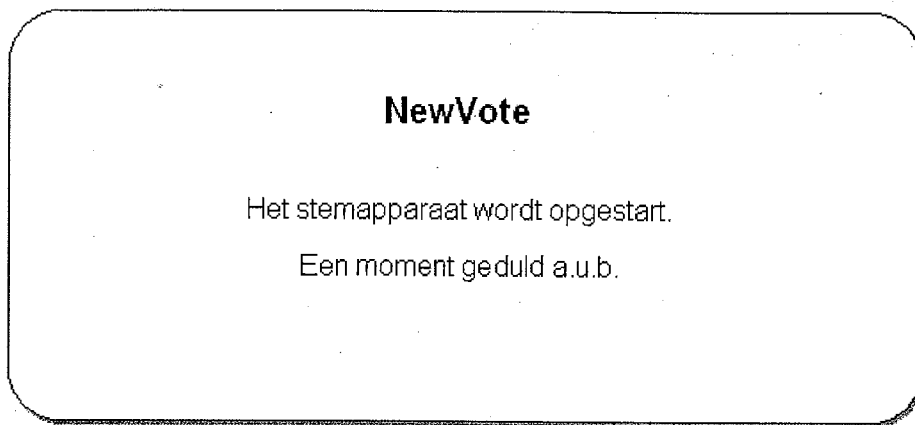 NewVote
Het stemapparaat wordt opgestart.
Een moment geduld a.u.b.